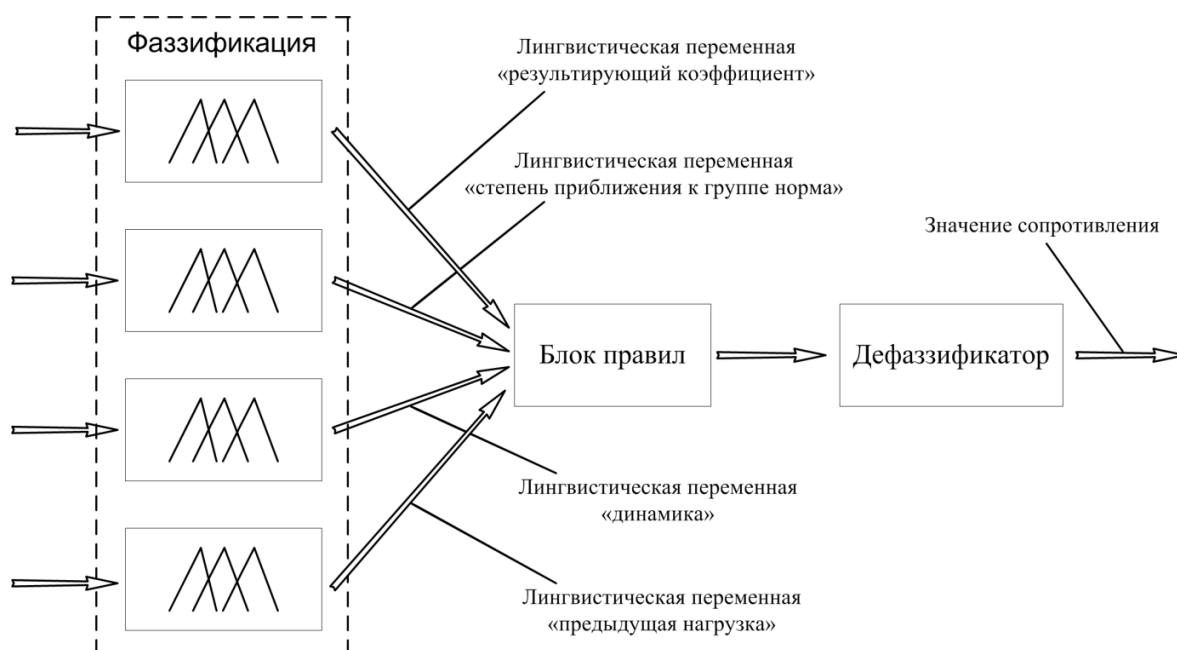 Фаззификация
Лингвистическая переменная
«результирующий коэффициент»
Лингвистическая переменная
«степень приближения к группе норма»
Значение сопротивления
Блок правил
Дефаззификатор
Лингвистическая переменная
«динамика»
Лингвистическая переменная
«предыдущая нагрузка»